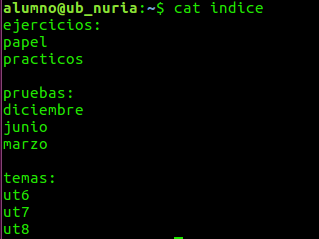 alumno@ub_nuria:~$ cat indice
ejercicios:
papel
practicos

pruebas:
diciembre
junio
marzo

temas:
ut6
ut7
ut8